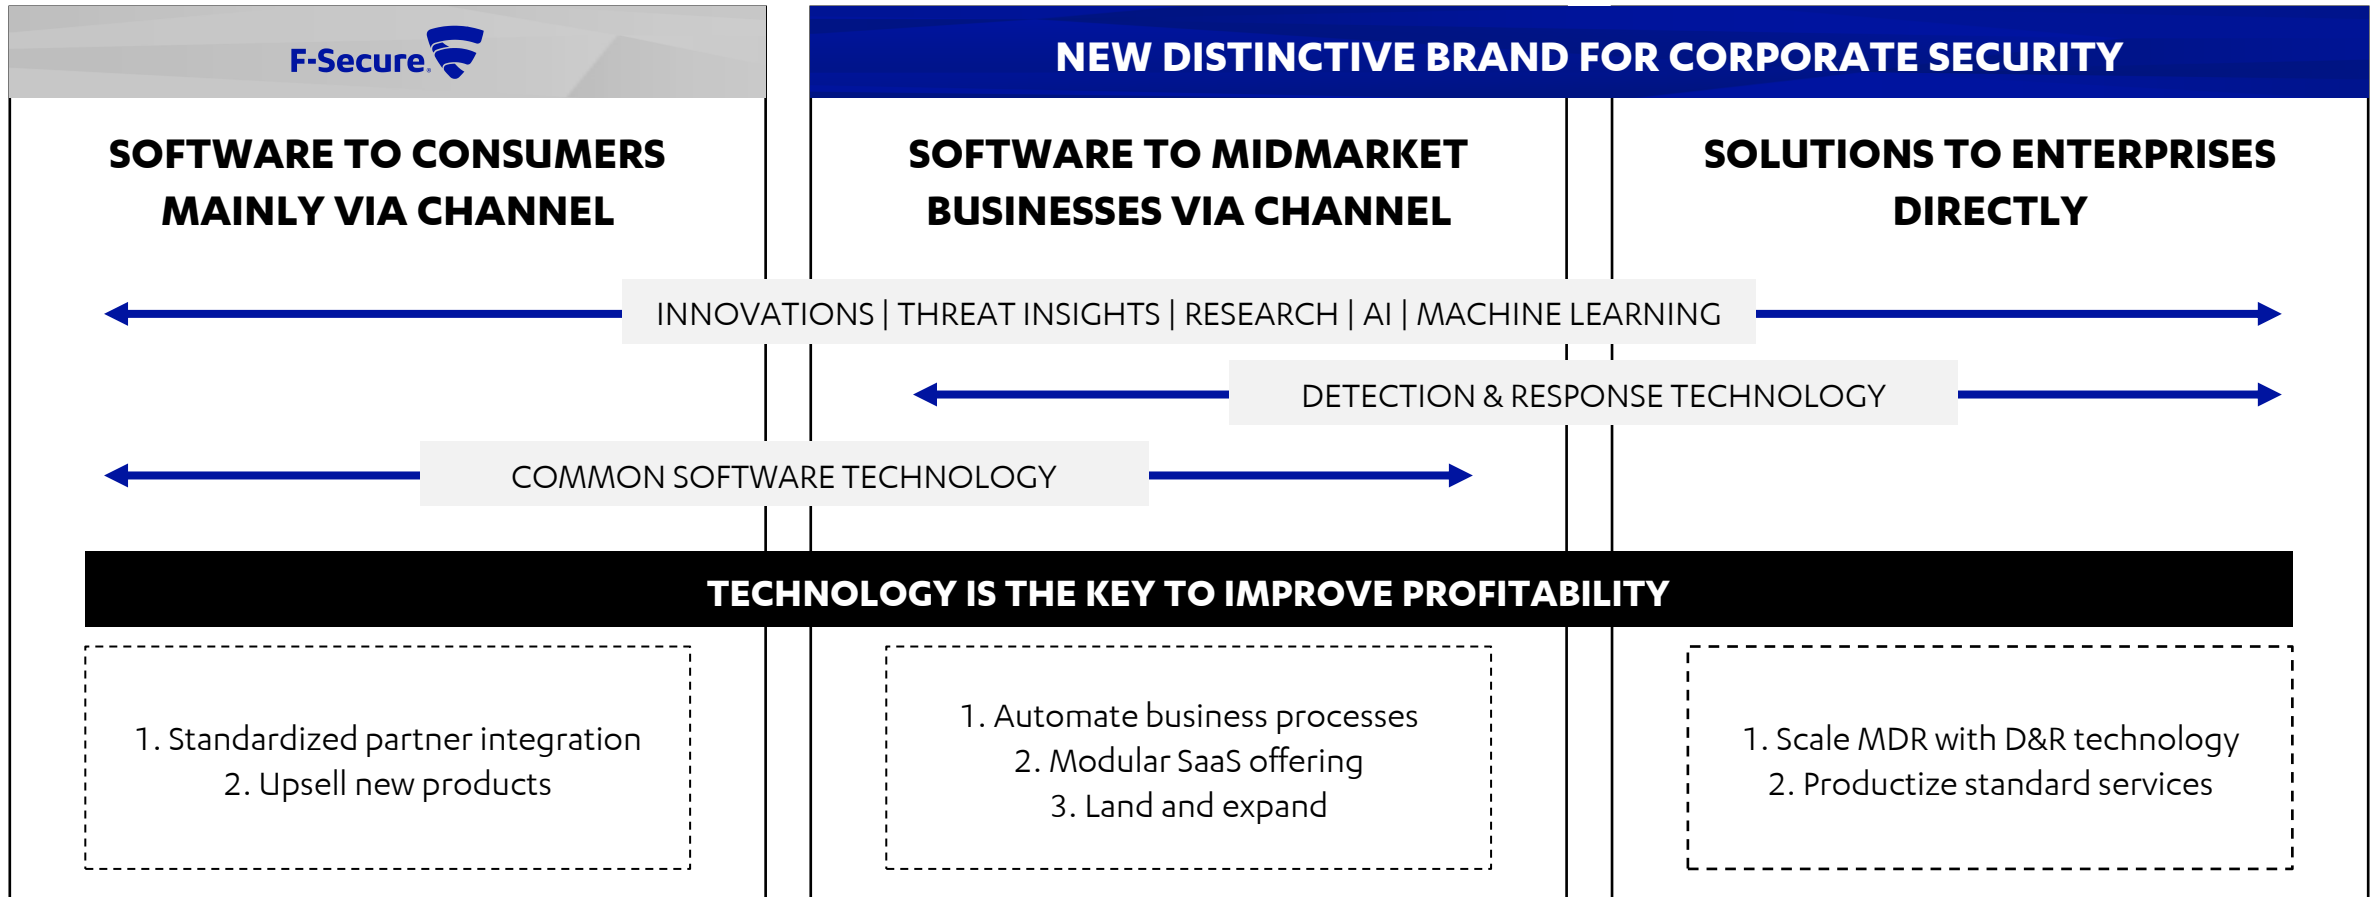 F-Secure®
NEW DISTINCTIVE BRAND FOR CORPORATE SECURITY
SOFTWARE TO CONSUMERS
MAINLY VIA CHANNEL
SOFTWARE TO MIDMARKET
BUSINESSES VIA CHANNEL
SOLUTIONS TO ENTERPRISES
DIRECTLY
INNOVATIONS | THREAT INSIGHTS | RESEARCH | AI | MACHINE LEARNING
DETECTION & RESPONSE TECHNOLOGY
COMMON SOFTWARE TECHNOLOGY
TECHNOLOGY IS THE KEY TO IMPROVE PROFITABILITY
1. Standardized partner integration
2. Upsell new products
1. Automate business processes
2. Modular SaaS offering
3. Land and expand
1. Scale MDR with D&R technology
2. Productize standard services